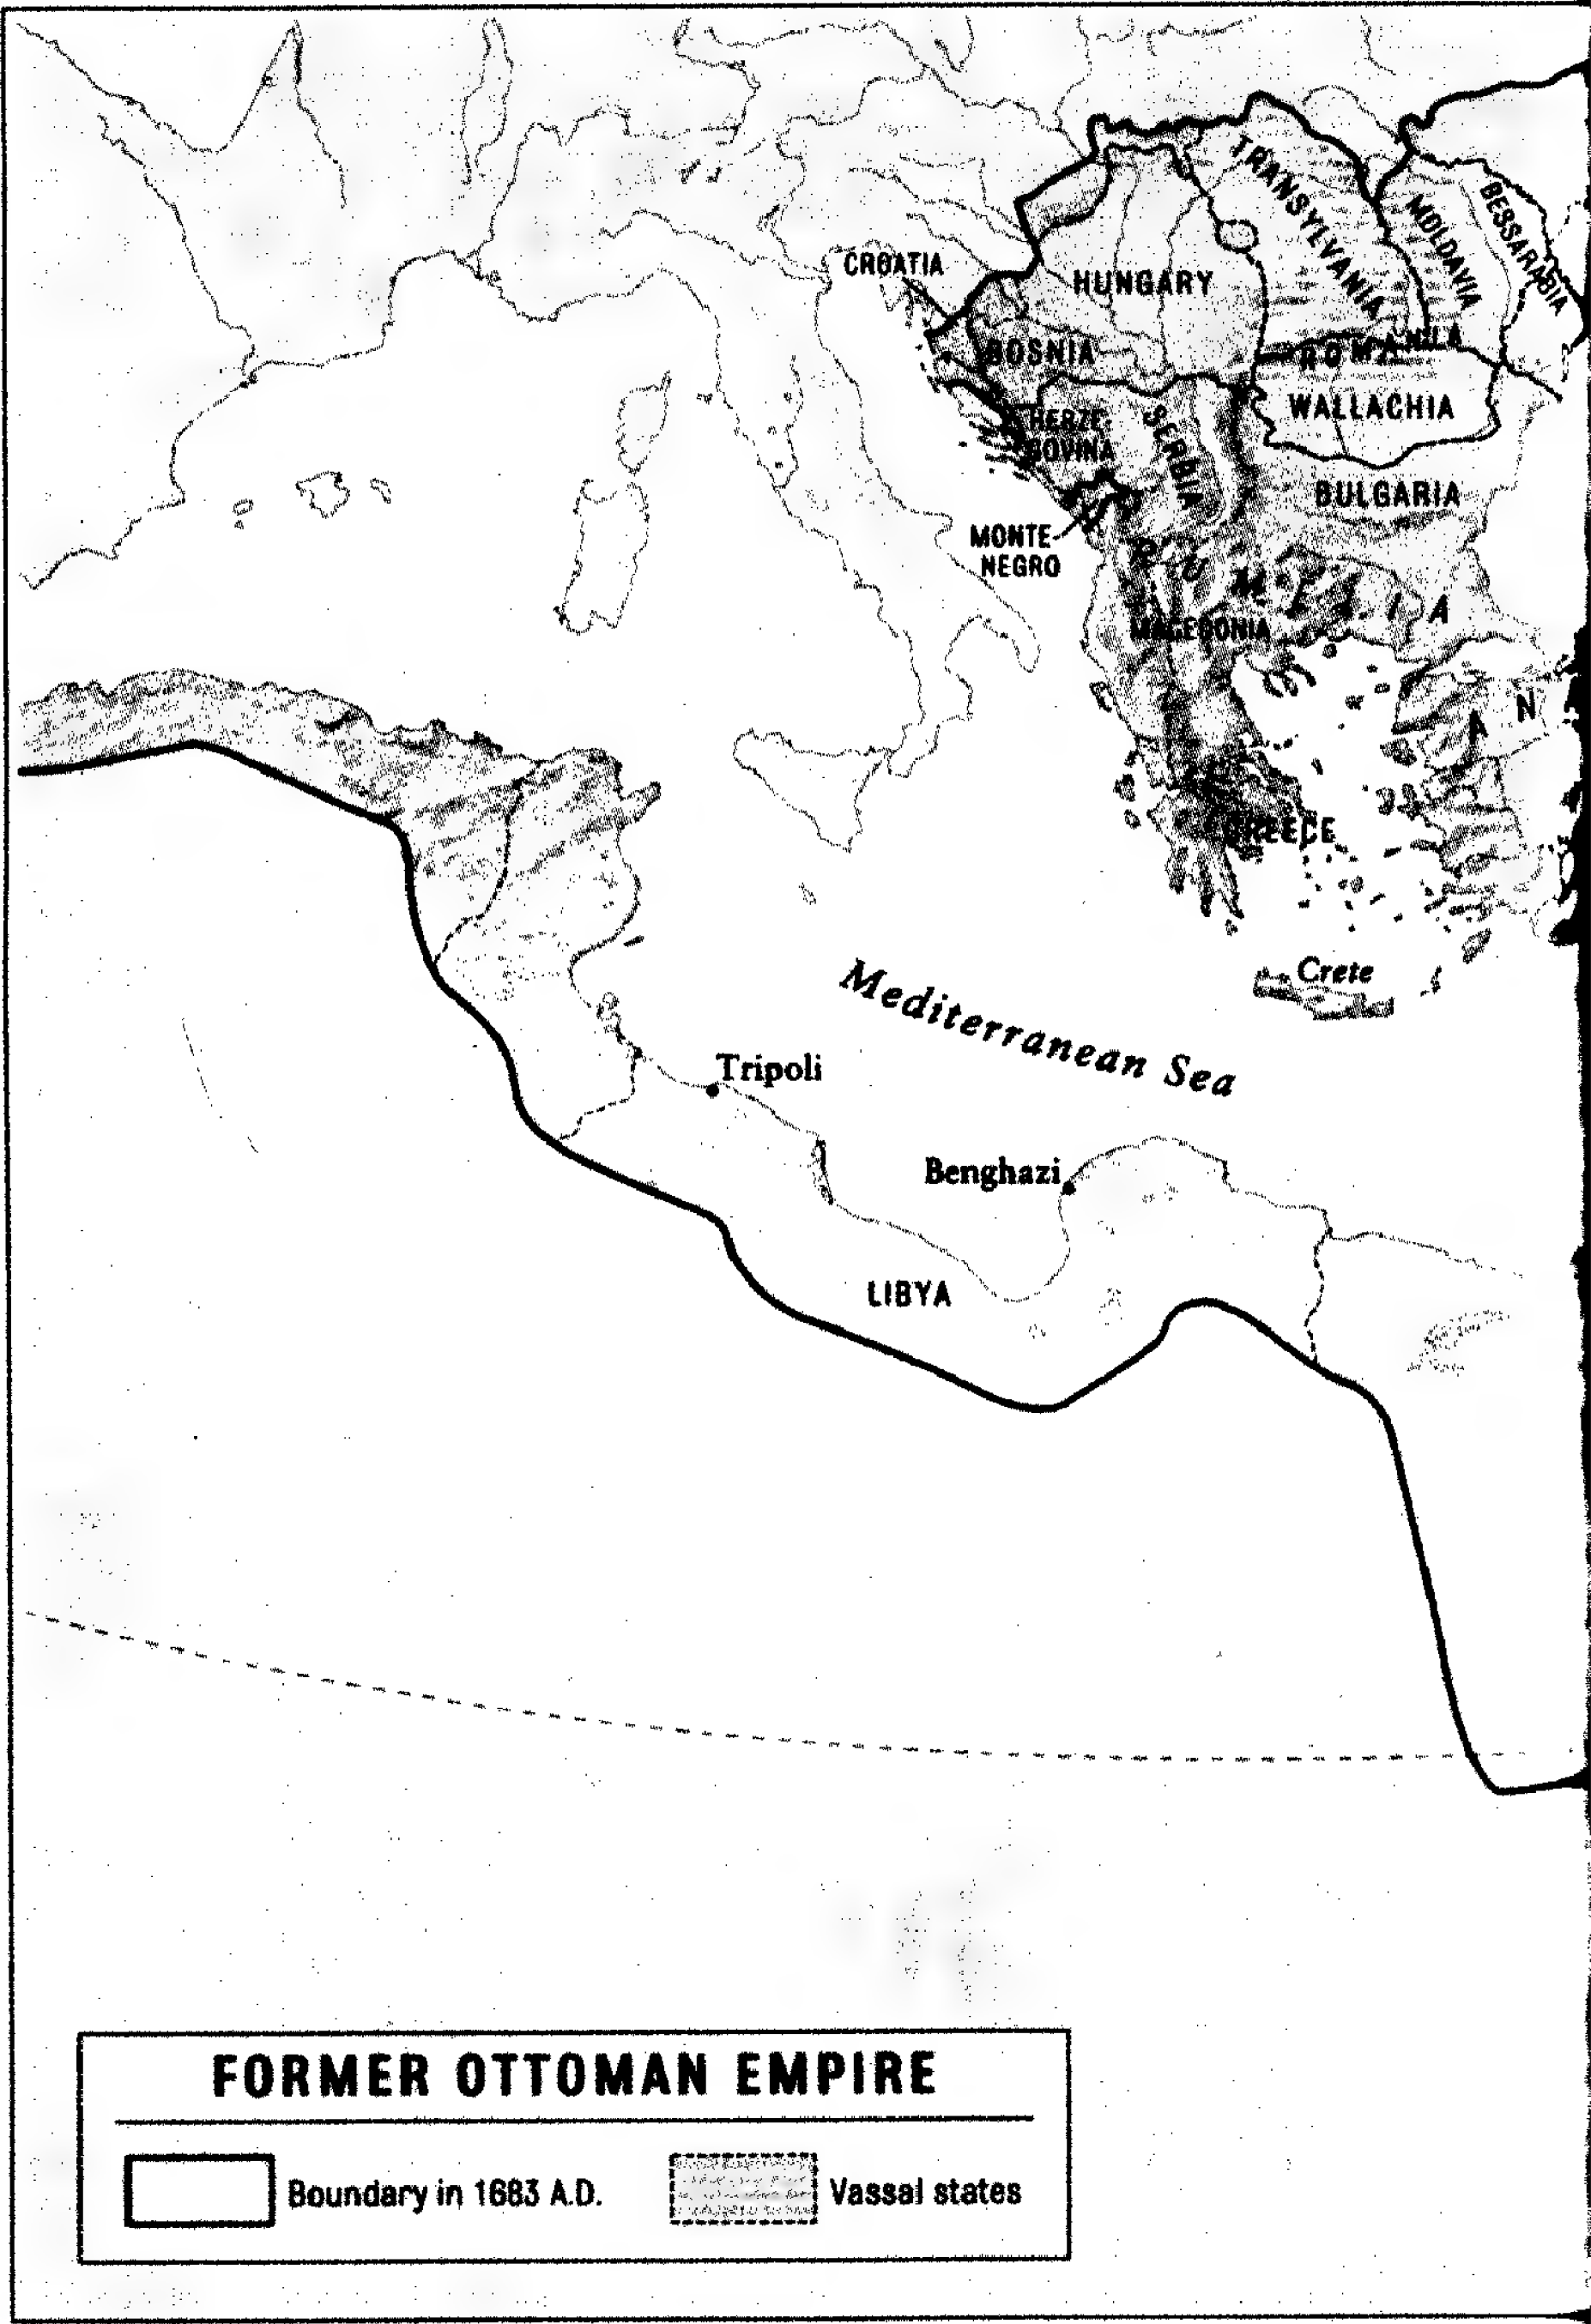 TRANSYLVANIA
MOLDAVIA
BESSARABIA
CROATIA
HUNGARY
BOSNIA
ROMANIA
WALLACHIA
HERZE-
GOVINA
SERBIA
BULGARIA
MONTE-
NEGRO
RUMELIA
MACEDONIA
A N
GREECE
Crete
Mediterranean Sea
Tripoli
Benghazi
LIBYA
FORMER OTTOMAN EMPIRE
Boundary in 1683 A.D.
Vassal states